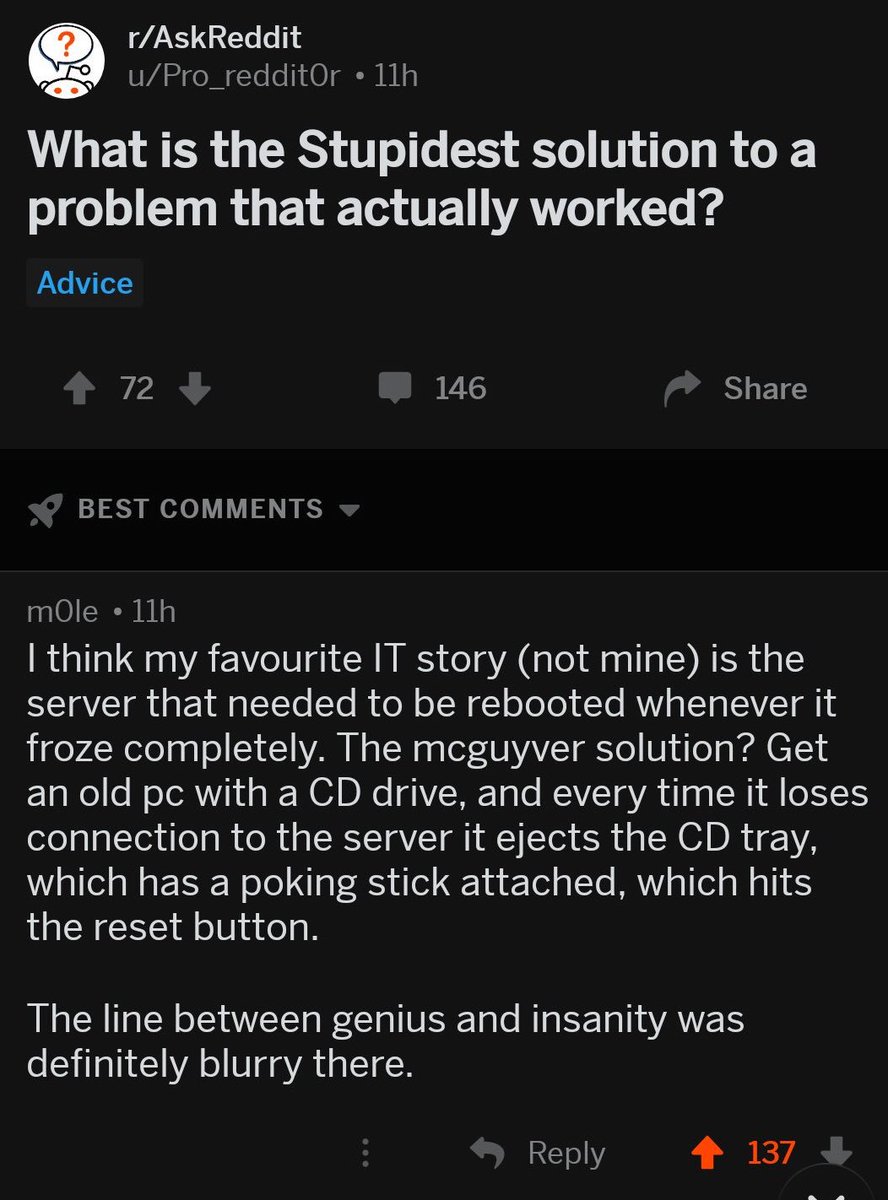 r/AskReddit
u/Pro_reddit0r • 11h
What is the Stupidest solution to a
problem that actually worked?
Advice
72
146
Share
BEST COMMENTS
m0le • 11h
I think my favourite IT story (not mine) is the
server that needed to be rebooted whenever it
froze completely. The mcguyver solution? Get
an old pc with a CD drive, and every time it loses
connection to the server it ejects the CD tray,
which has a poking stick attached, which hits
the reset button.
The line between genius and insanity was
definitely blurry there.
Reply
137